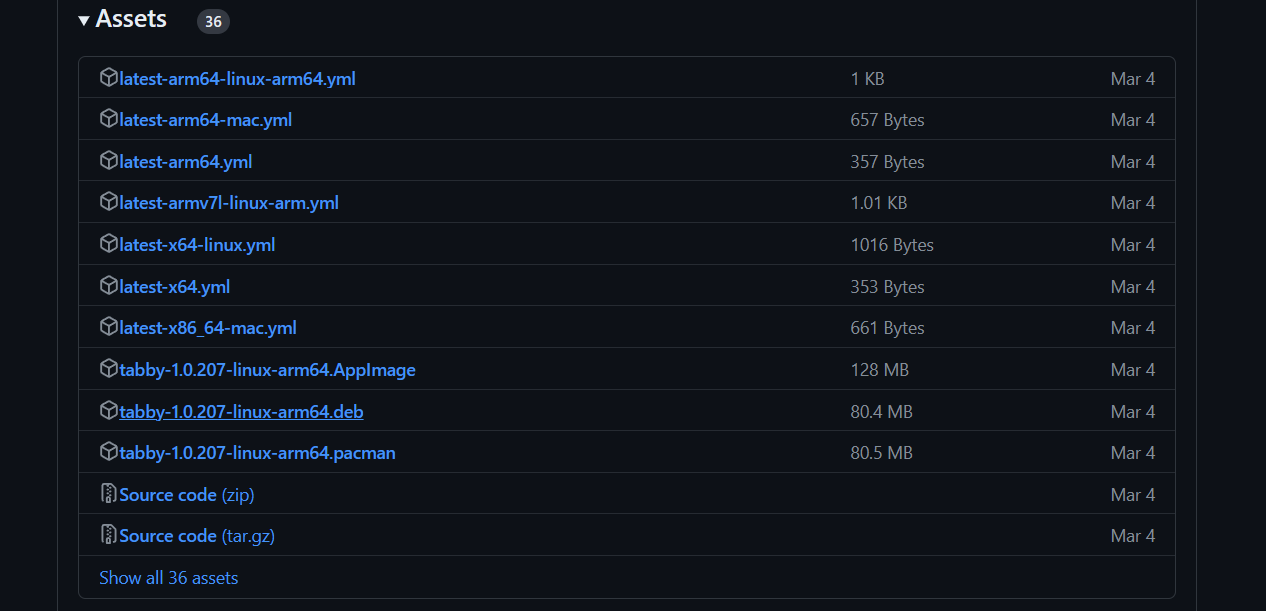 Assets 36
latest-arm64-linux-arm64.yml 1 KB Mar 4
latest-arm64-mac.yml 657 Bytes Mar 4
latest-arm64.yml 357 Bytes Mar 4
latest-armv7l-linux-arm.yml 1.01 KB Mar 4
latest-x64-linux.yml 1016 Bytes Mar 4
latest-x64.yml 353 Bytes Mar 4
latest-x86_64-mac.yml 661 Bytes Mar 4
tabby-1.0.207-linux-arm64.AppImage 128 MB Mar 4
tabby-1.0.207-linux-arm64.deb 80.4 MB Mar 4
tabby-1.0.207-linux-arm64.pacman 80.5 MB Mar 4
Source code (zip) Mar 4
Source code (tar.gz) Mar 4
Show all 36 assets